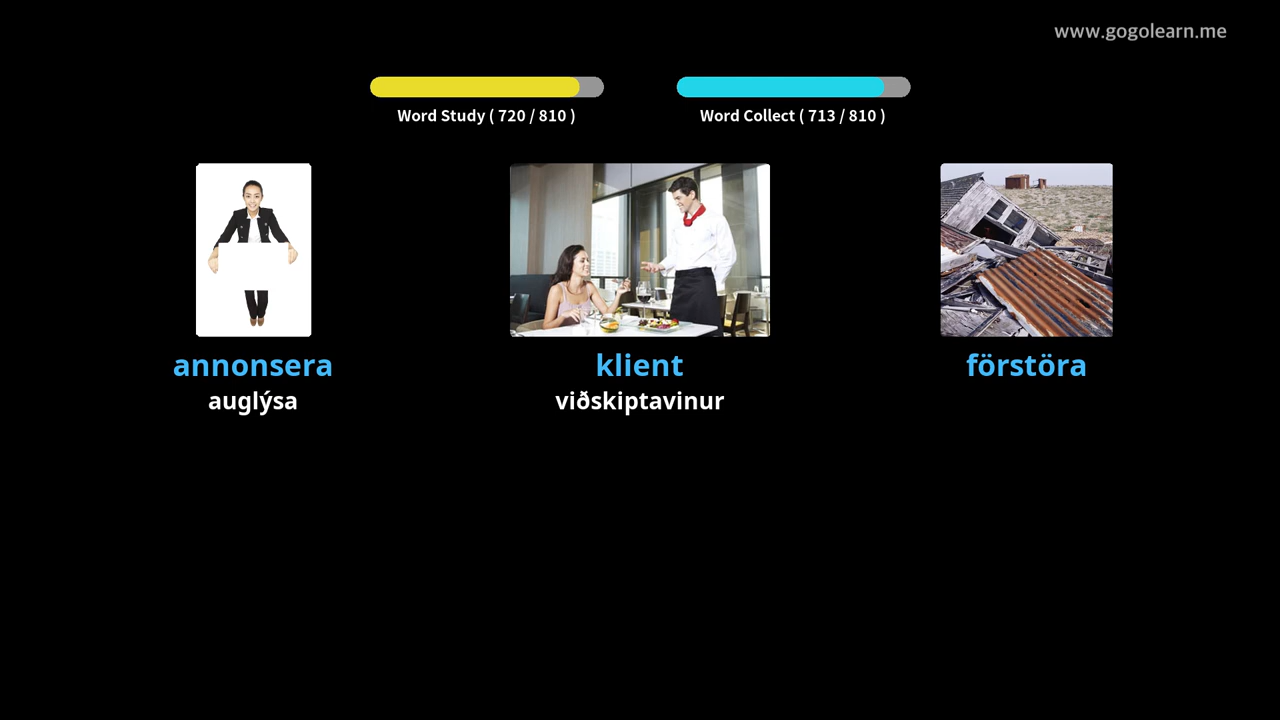 www.gogolearn.me
Word Study ( 720 / 810 )
Word Collect ( 713 / 810 )
annonsera
auglýsa
klient
viðskiptavinur
förstöra